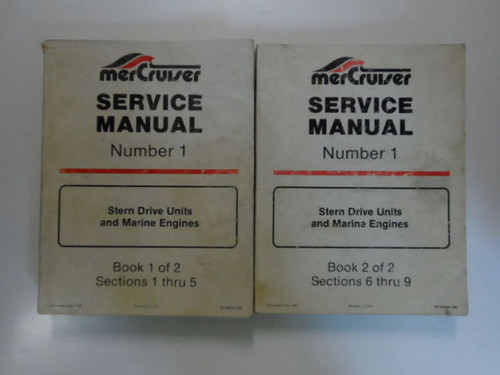 merCruiser
SERVICE
MANUAL
Number 1
Stern Drive Units
and Marine Engines
Book 1 of 2
Sections 1 thru 5
merCruiser
SERVICE
MANUAL
Number 1
Stern Drive Units
and Marine Engines
Book 2 of 2
Sections 6 thru 9